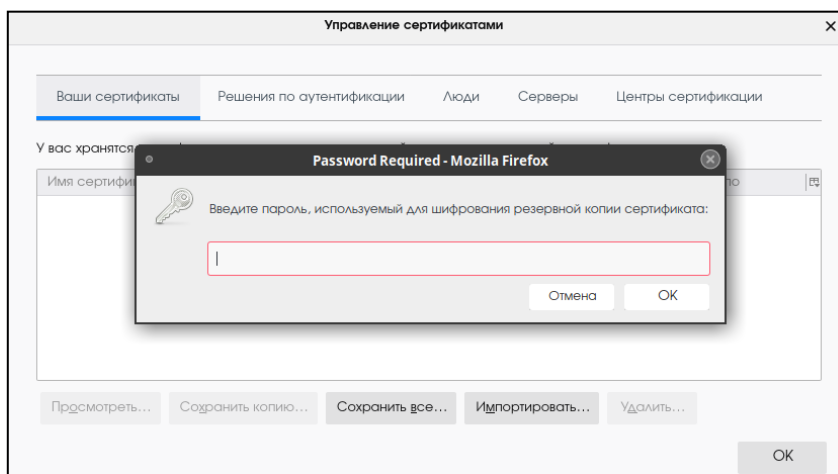 Управление сертификатами
Ваши сертификаты Решения по аутентификации Люди Серверы Центры сертификации
У вас хранятся
Password Required - Mozilla Firefox
Имя
Введите пароль, используемый для шифрования резервной копии сертификата:
Отмена OK
Просмотреть... Сохранить копию... Сохранить все... Импортировать... Удалить...
OK